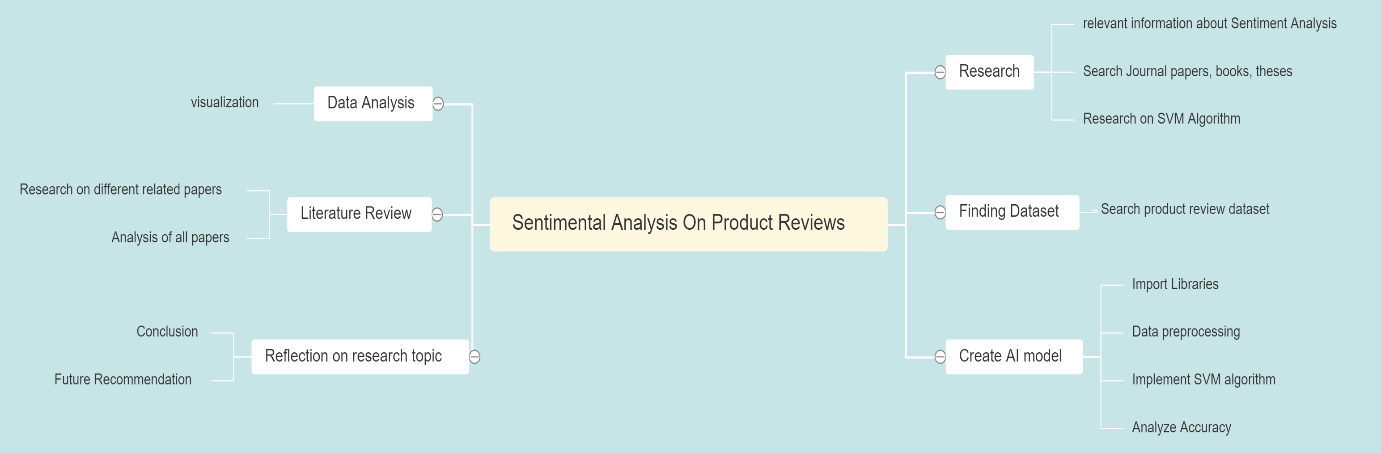 Sentimental Analysis On Product Reviews
Research
relevant information about Sentiment Analysis
Search Journal papers, books, theses
Research on SVM Algorithm
Finding Dataset
Search product review dataset
Create AI model
Import Libraries
Data preprocessing
Implement SVM algorithm
Analyze Accuracy
Data Analysis
visualization
Literature Review
Research on different related papers
Analysis of all papers
Reflection on research topic
Conclusion
Future Recommendation